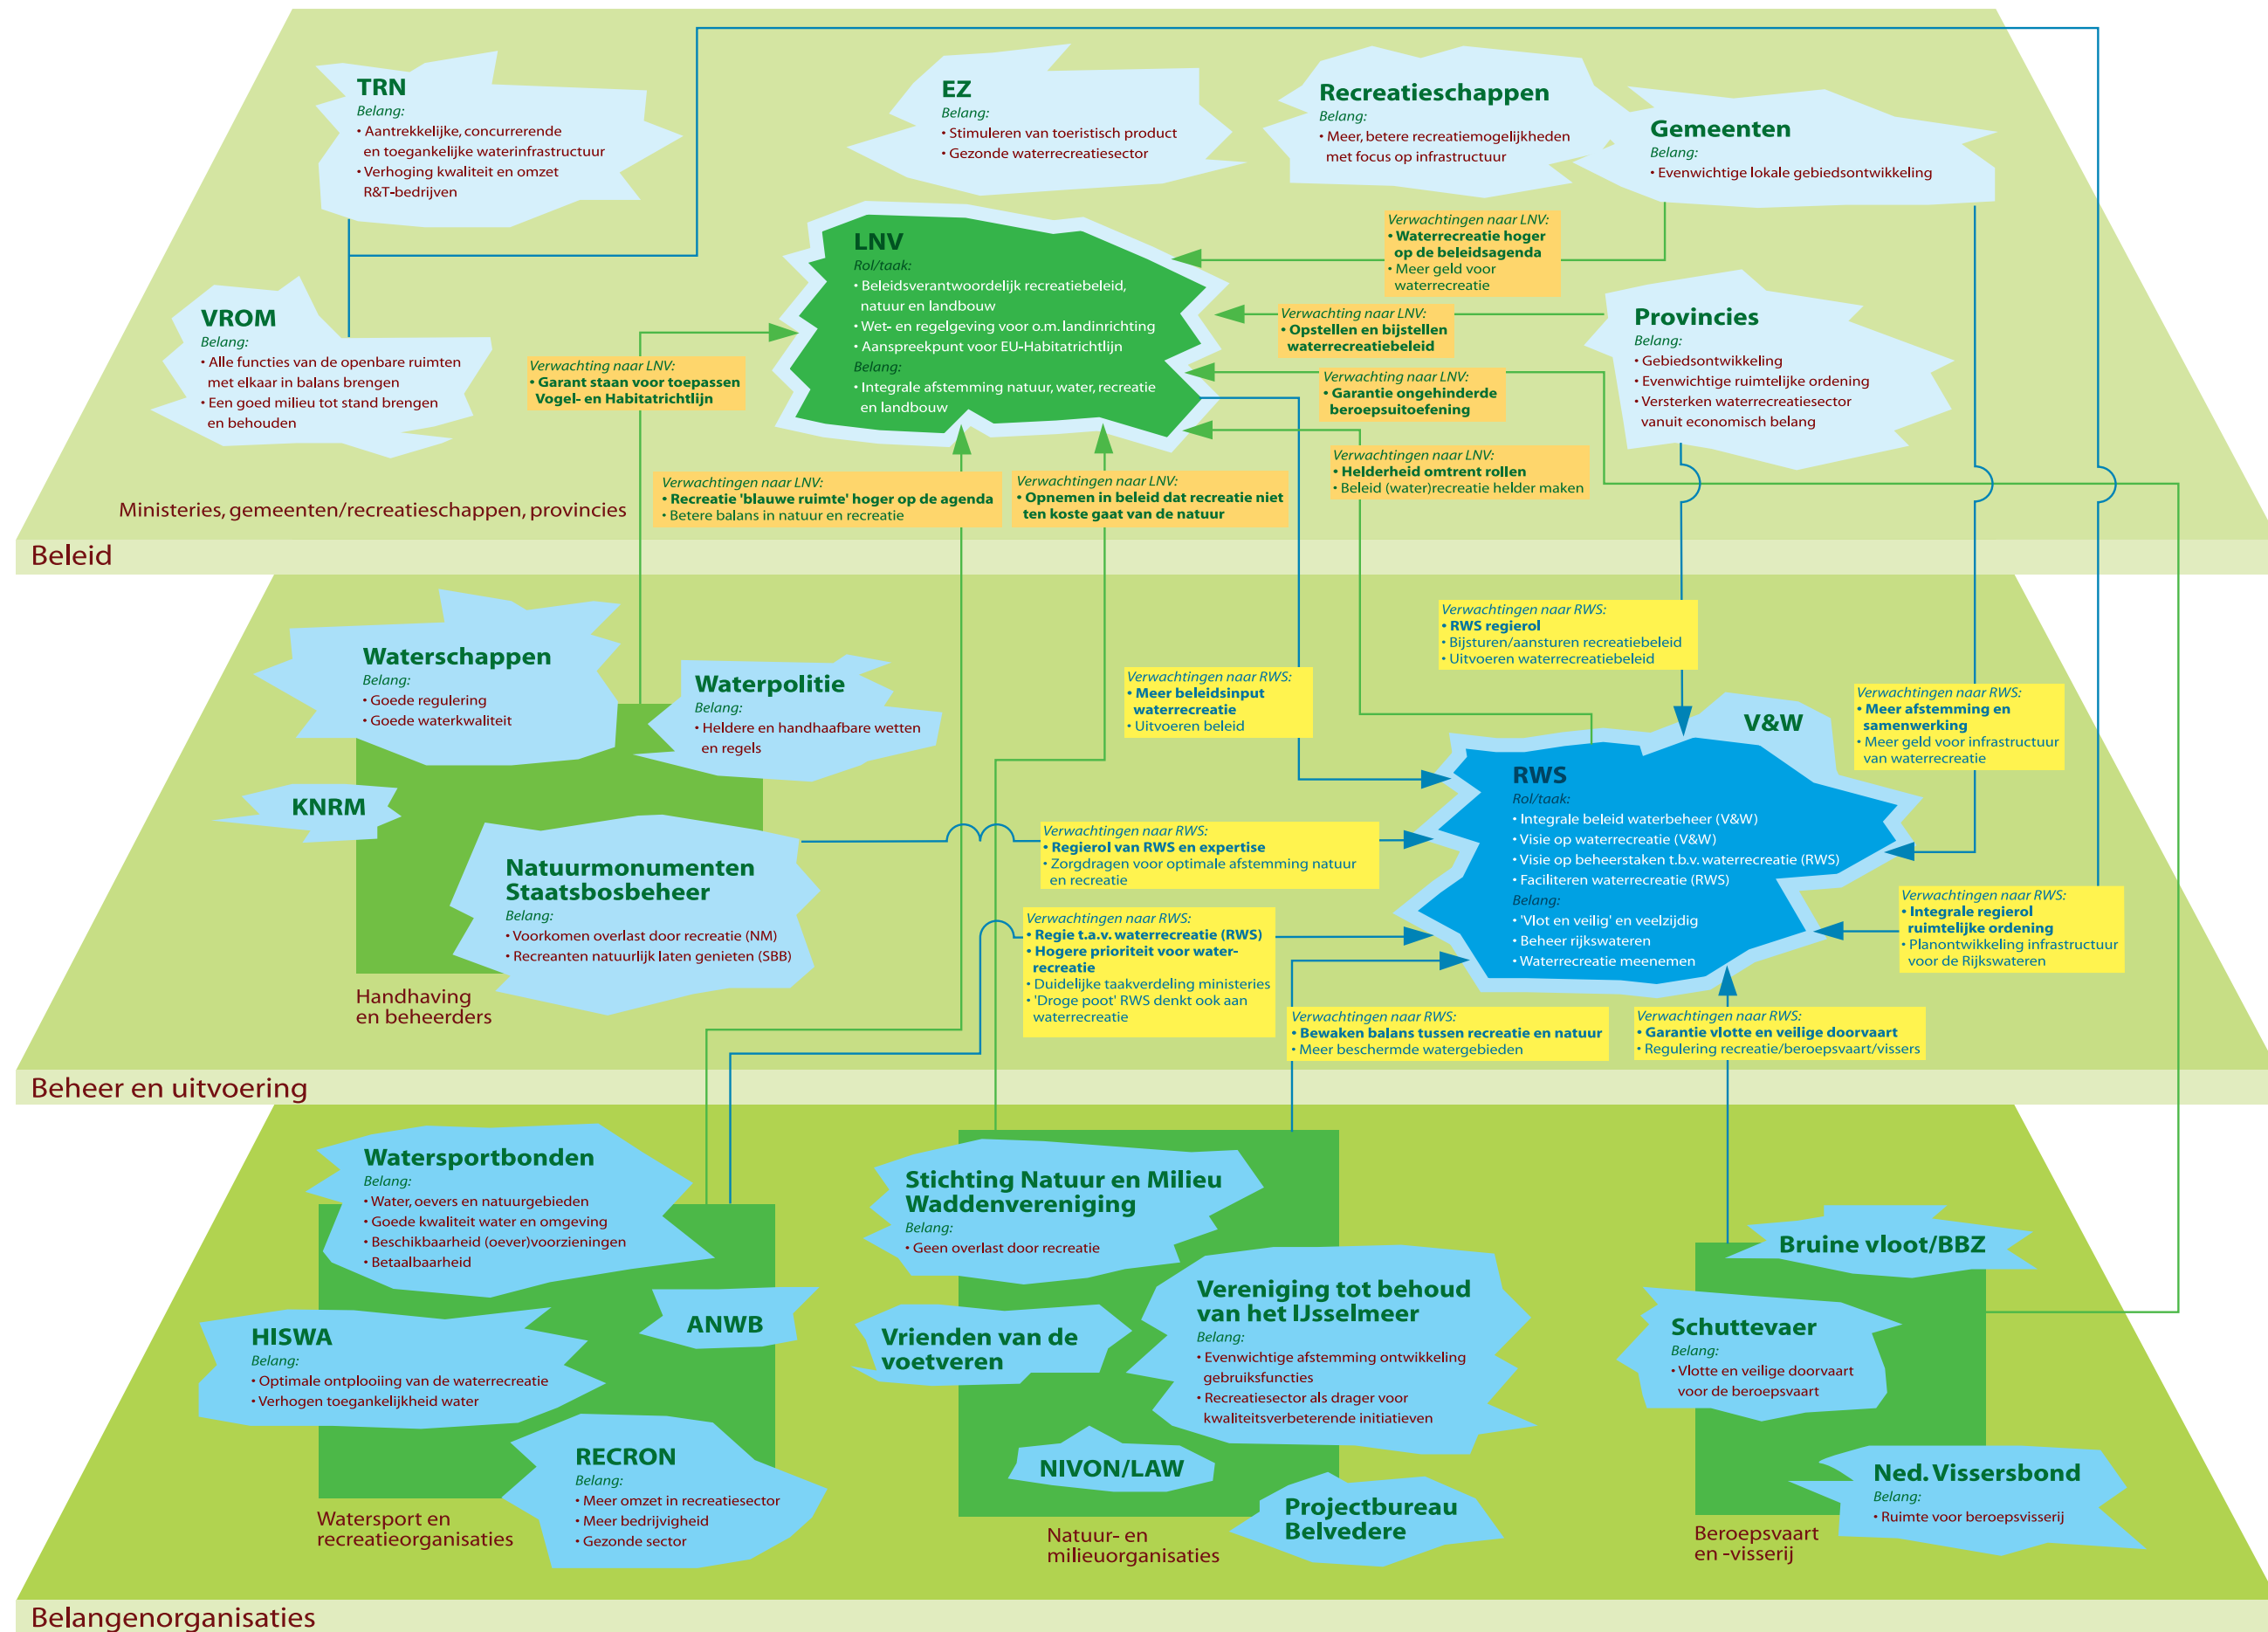 TRN
Belang:
• Aantrekkelijke, concurrerende
en toegankelijke waterinfrastructuur
• Verhoging kwaliteit en omzet
R&T-bedrijven
EZ
Belang:
• Stimuleren van toeristisch product
• Gezonde waterrecreatiesector
Recreatieschappen
Belang:
• Meer, betere recreatiemogelijkheden
met focus op infrastructuur
Gemeenten
Belang:
• Evenwichtige lokale gebiedsontwikkeling
VROM
Belang:
• Alle functies van de openbare ruimten
met elkaar in balans brengen
• Een goed milieu tot stand brengen
en behouden
LNV
Rol/taak:
• Beleidsverantwoordelijk recreatiebeleid,
natuur en landbouw
• Wet- en regelgeving voor o.m. landinrichting
• Aanspreekpunt voor EU-Habitatrichtlijn
Belang:
• Integrale afstemming natuur, water, recreatie
en landbouw
Verwachtingen naar LNV:
• Waterrecreatie hoger
op de beleidsagenda
• Meer geld voor
waterrecreatie
Verwachting naar LNV:
• Opstellen en bijstellen
waterrecreatiebeleid
Provincies
Belang:
• Gebiedsontwikkeling
• Evenwichtige ruimtelijke ordening
• Versterken waterrecreatiesector
vanuit economisch belang
Verwachting naar LNV:
• Garant staan voor toepassen
Vogel- en Habitatrichtlijn
Verwachting naar LNV:
• Garantie ongehinderde
beroepsuitoefening
Verwachtingen naar LNV:
• Helderheid omtrent rollen
• Beleid (water)recreatie helder maken
Verwachtingen naar LNV:
• Recreatie 'blauwe ruimte' hoger op de agenda
• Betere balans in natuur en recreatie
Verwachtingen naar LNV:
• Opnemen in beleid dat recreatie niet
ten koste gaat van de natuur
Ministeries, gemeenten/recreatieschappen, provincies
Beleid
Waterschappen
Belang:
• Goede regulering
• Goede waterkwaliteit
Waterpolitie
Belang:
• Heldere en handhaafbare wetten
en regels
KNRM
Natuurmonumenten
Staatsbosbeheer
Belang:
• Voorkomen overlast door recreatie (NM)
• Recreanten natuurlijk laten genieten (SBB)
Handhaving
en beheerders
Verwachtingen naar RWS:
• RWS regierol
• Bijsturen/aansturen recreatiebeleid
• Uitvoeren waterrecreatiebeleid
Verwachtingen naar RWS:
• Meer beleidsinput
waterrecreatie
• Uitvoeren beleid
Verwachtingen naar RWS:
• Meer afstemming en
samenwerking
• Meer geld voor infrastructuur
van waterrecreatie
V&W
RWS
Rol/taak:
• Integrale beleid waterbeheer (V&W)
• Visie op waterrecreatie (V&W)
• Visie op beheerstaken t.b.v. waterrecreatie (RWS)
• Faciliteren waterrecreatie (RWS)
Belang:
• 'Vlot en veilig' en veelzijdig
• Beheer rijkswateren
• Waterrecreatie meenemen
Verwachtingen naar RWS:
• Regierol van RWS en expertise
• Zorgdragen voor optimale afstemming natuur
en recreatie
Verwachtingen naar RWS:
• Integrale regierol
ruimtelijke ordening
• Planontwikkeling infrastructuur
voor de Rijkswateren
Verwachtingen naar RWS:
• Regie t.a.v. waterrecreatie (RWS)
• Hogere prioriteit voor water-
recreatie
• Duidelijke taakverdeling ministeries
• 'Droge poot' RWS denkt ook aan
waterrecreatie
Verwachtingen naar RWS:
• Bewaken balans tussen recreatie en natuur
• Meer beschermde watergebieden
Verwachtingen naar RWS:
• Garantie vlotte en veilige doorvaart
• Regulering recreatie/beroepsvaart/vissers
Beheer en uitvoering
Watersportbonden
Belang:
• Water, oevers en natuurgebieden
• Goede kwaliteit water en omgeving
• Beschikbaarheid (oever)voorzieningen
• Betaalbaarheid
HISWA
Belang:
• Optimale ontplooiing van de waterrecreatie
• Verhogen toegankelijkheid water
ANWB
RECRON
Belang:
• Meer omzet in recreatiesector
• Meer bedrijvigheid
• Gezonde sector
Watersport en
recreatieorganisaties
Stichting Natuur en Milieu
Waddenvereniging
Belang:
• Geen overlast door recreatie
Vrienden van de
voetveren
Vereniging tot behoud
van het IJsselmeer
Belang:
• Evenwichtige afstemming ontwikkeling
gebruiksfuncties
• Recreatiesector als drager voor
kwaliteitsverbeterende initiatieven
NIVON/LAW
Projectbureau
Belvedere
Natuur- en
milieuorganisaties
Bruine vloot/BBZ
Schuttevaer
Belang:
• Vlotte en veilige doorvaart
voor de beroepsvaart
Ned. Vissersbond
Belang:
• Ruimte voor beroepsvisserij
Beroepsvaart
en -visserij
Belangenorganisaties